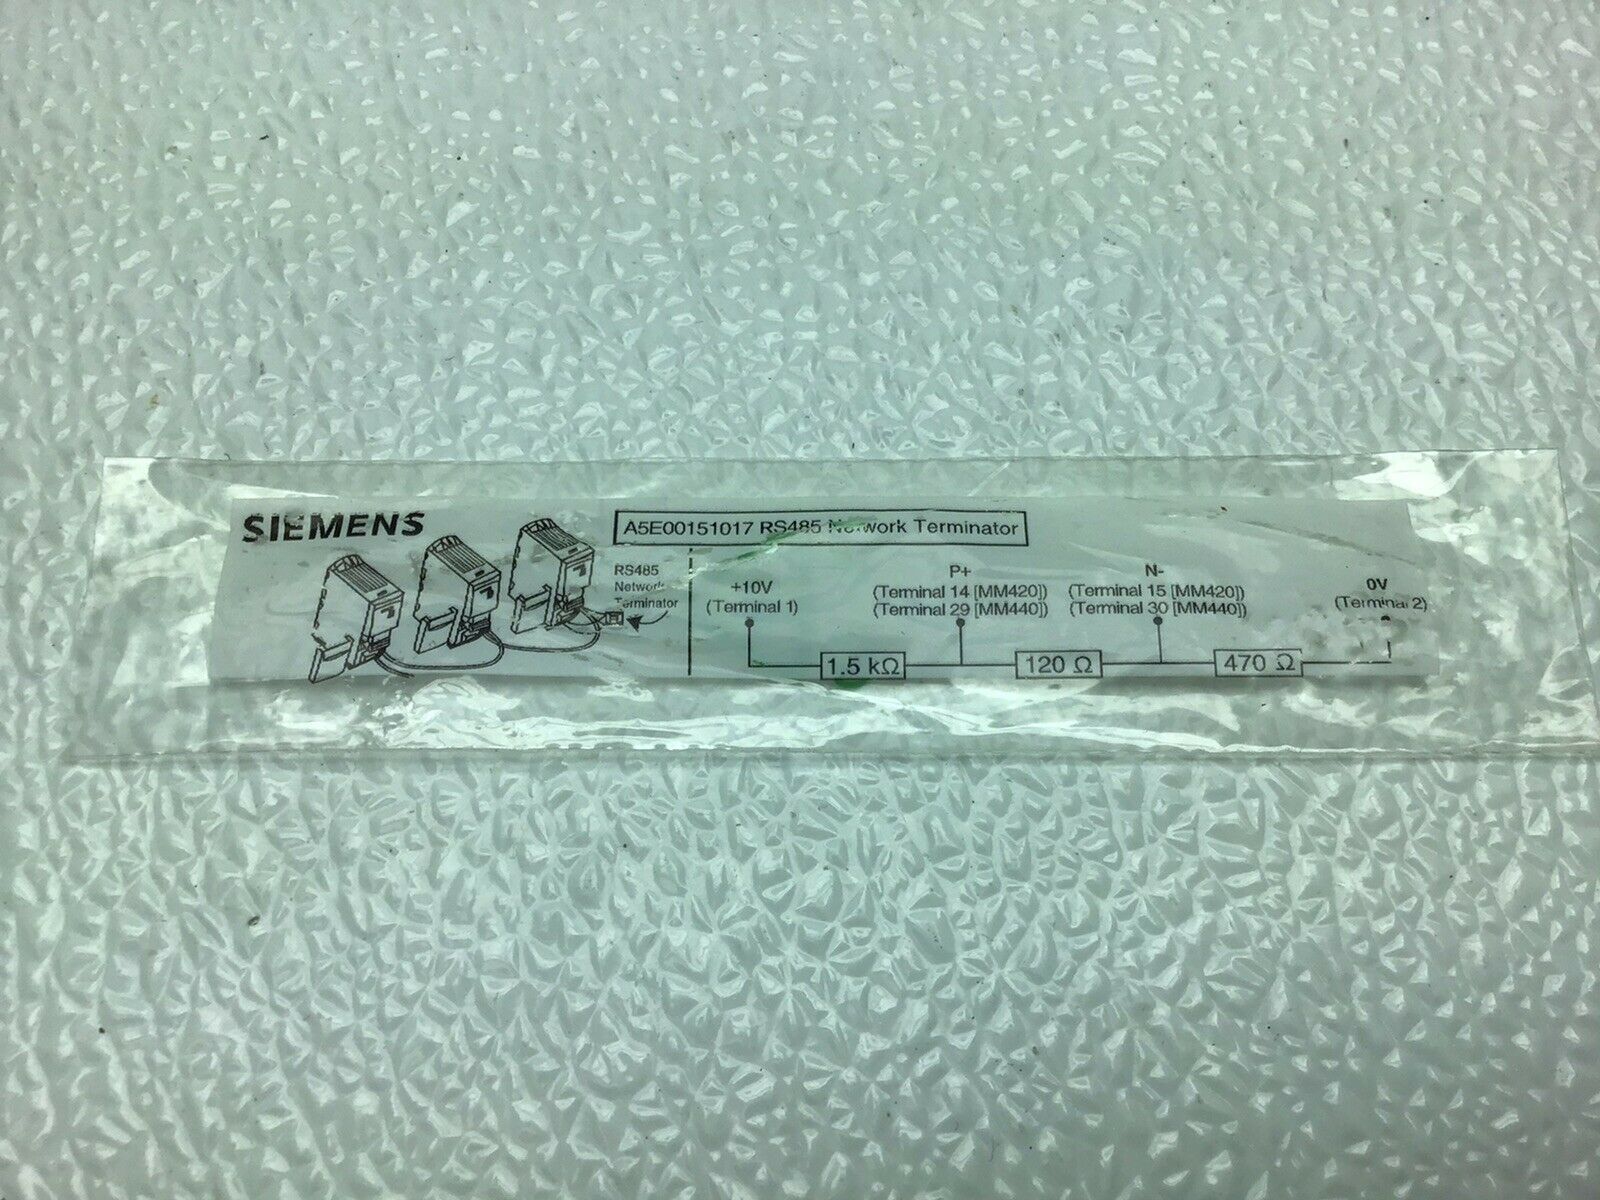 SIEMENS
A5E00151017 RS485 Network Terminator
RS485
Network
Terminator
+10V
(Terminal 1)
P+
(Terminal 14 [MM420])
(Terminal 29 [MM440])
N-
(Terminal 15 [MM420])
(Terminal 30 [MM440])
0V
(Terminal 2)
1.5 kΩ
120 Ω
470 Ω